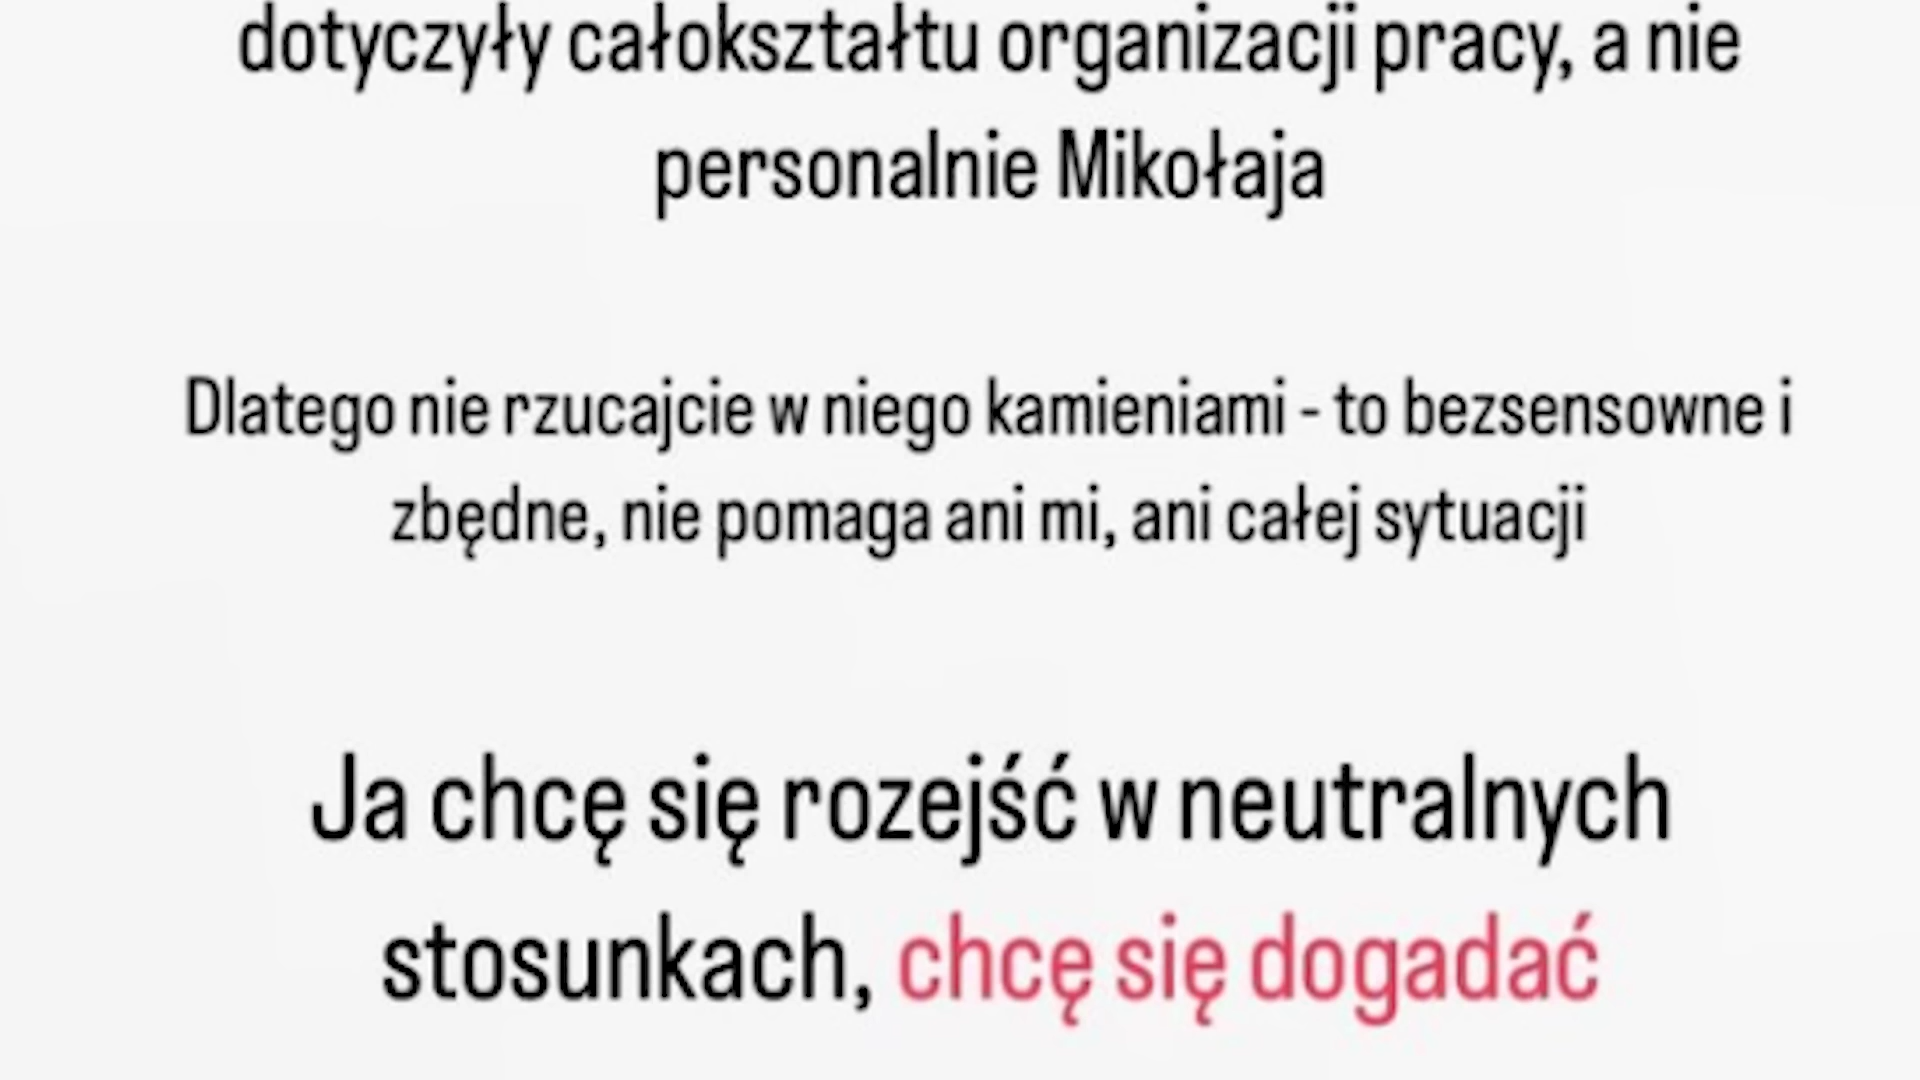 dotyczyły całokształtu organizacji pracy, a nie
personalnie Mikołaja
Dlatego nie rzucajcie w niego kamieniami - to bezsensowne i
zbędne, nie pomaga ani mi, ani całej sytuacji
Ja chcę się rozejść w neutralnych
stosunkach, chcę się dogadać